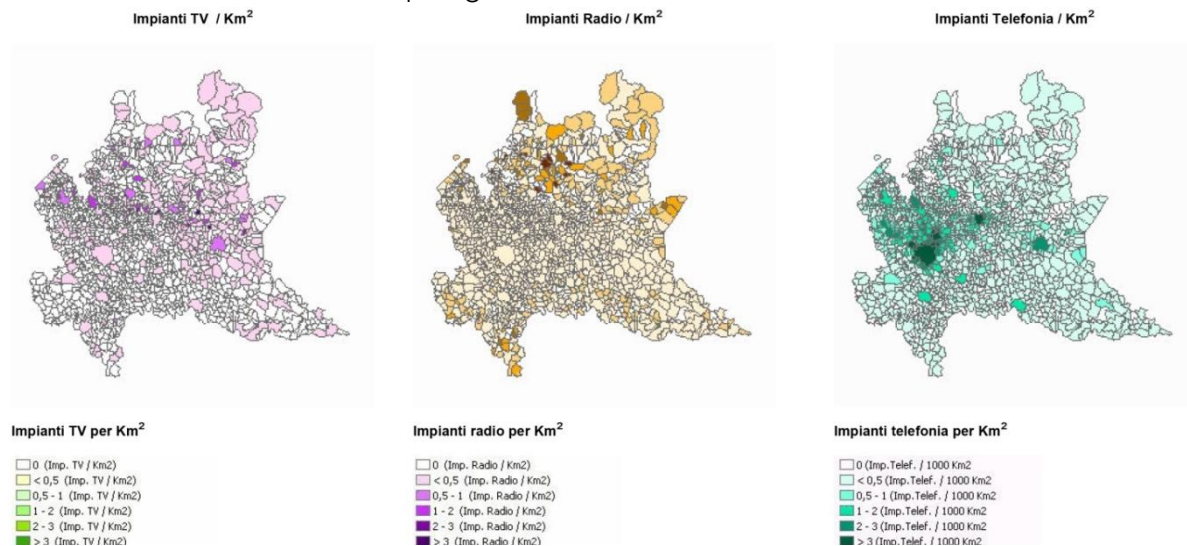 Impianti TV / Km²
Impianti Radio / Km²
Impianti Telefonia / Km²
Impianti TV per Km²
0 (Imp. TV / Km2)
< 0,5 (Imp. TV / Km2)
0,5 - 1 (Imp. TV / Km2)
1 - 2 (Imp. TV / Km2)
2 - 3 (Imp. TV / Km2)
> 3 (Imp. TV / Km2)
Impianti radio per Km²
0 (Imp. Radio / Km2)
< 0,5 (Imp. Radio / Km2)
0,5 - 1 (Imp. Radio / Km2)
1 - 2 (Imp. Radio / Km2)
2 - 3 (Imp. Radio / Km2)
> 3 (Imp. Radio / Km2)
Impianti telefonia per Km²
0 (Imp.Telef. / 1000 Km2
< 0,5 (Imp.Telef. / 1000 Km2
0,5 - 1 (Imp.Telef. / 1000 Km2
1 - 2 (Imp.Telef. / 1000 Km2
2 - 3 (Imp.Telef. / 1000 Km2
> 3 (Imp.Telef. / 1000 Km2